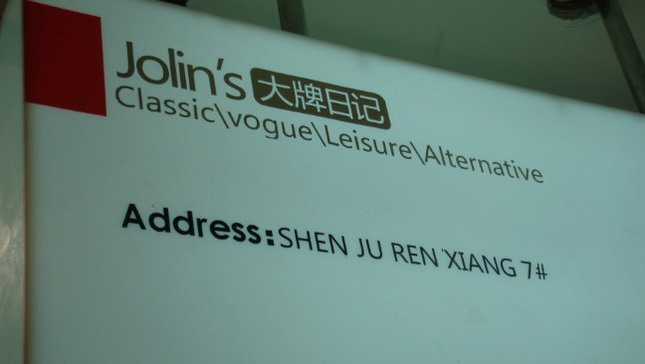 Jolin's 大牌日记
Classic\vogue\Leisure\Alternative
Address:SHEN JU REN XIANG 7#